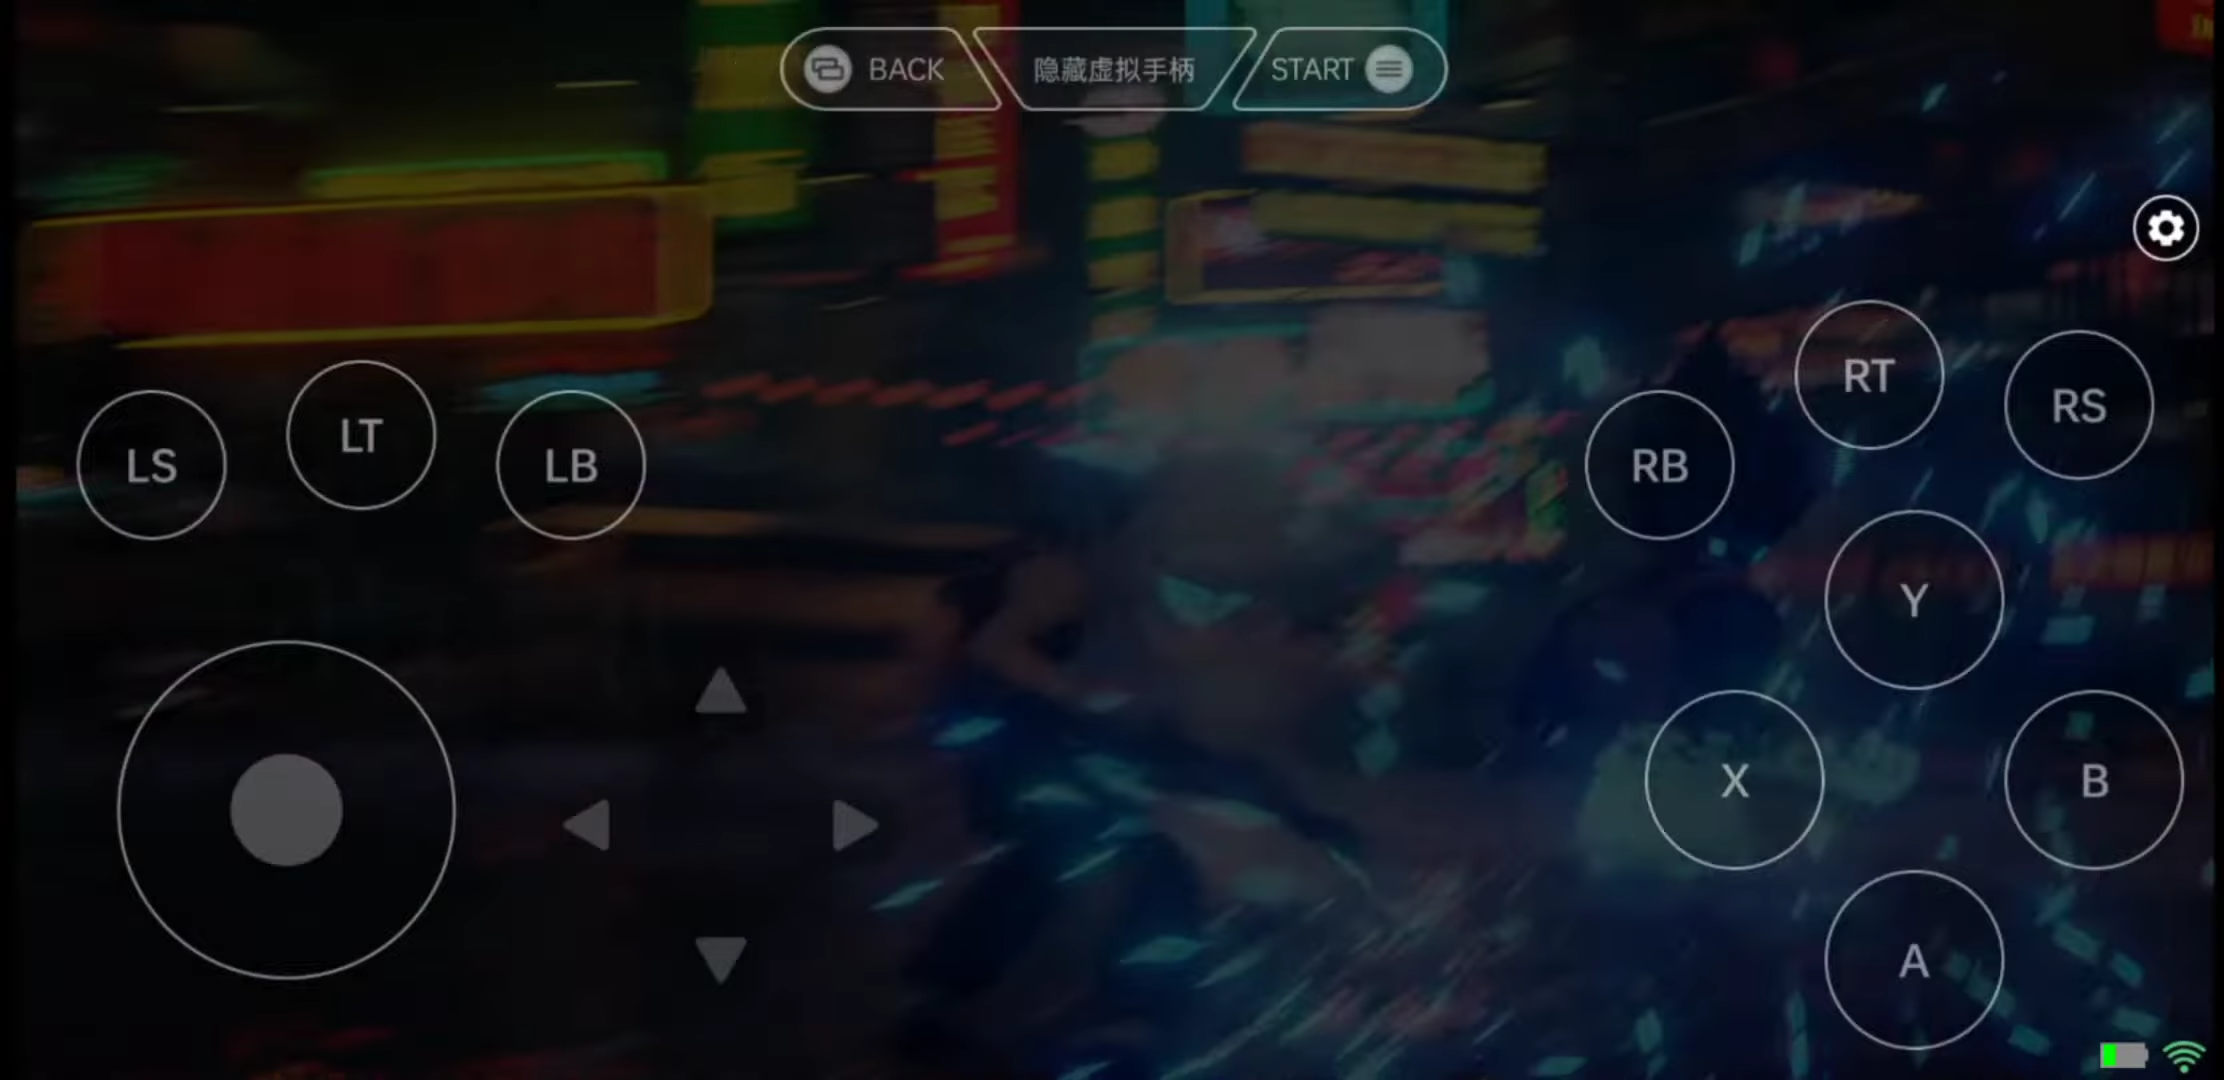 BACK 隐藏虚拟手柄 START
LS LT LB RB RT RS
Y
X B
A